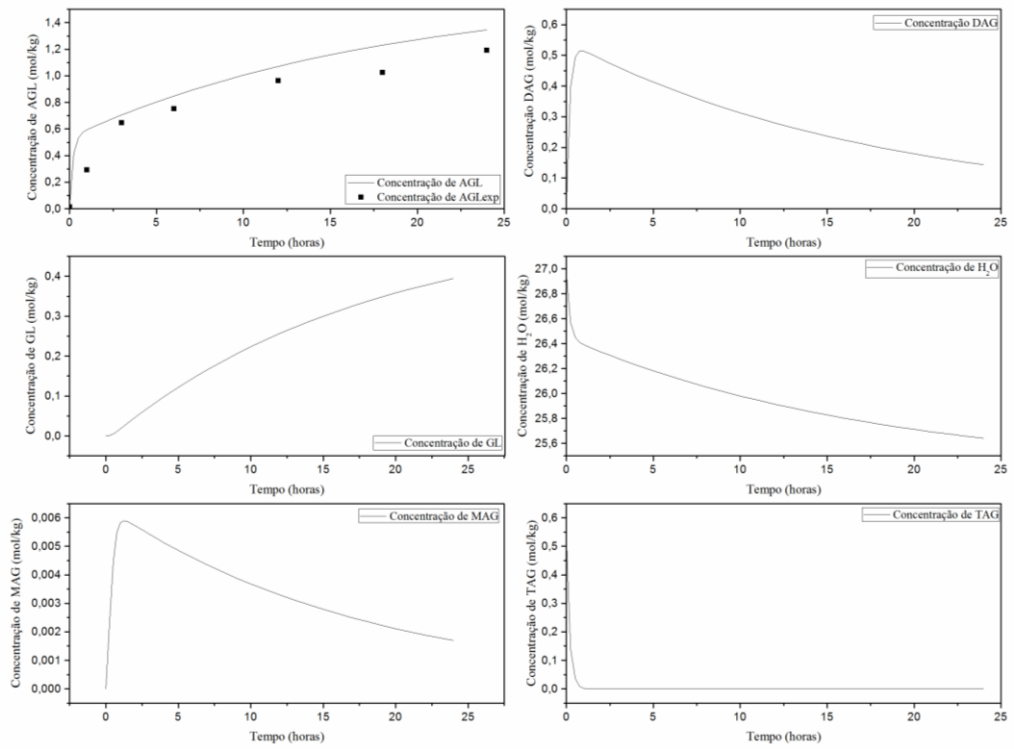 Concentração de AGL (mol/kg)
1,4
1,2
1,0
0,8
0,6
0,4
0,2
0,0
Concentração de AGL
Concentração de AGLexp
0 5 10 15 20 25
Tempo (horas)
Concentração DAG (mol/kg)
0,6
0,5
0,4
0,3
0,2
0,1
0,0
Concentração DAG
0 5 10 15 20 25
Tempo (horas)
Concentração de GL (mol/kg)
0,4
0,3
0,2
0,1
0,0
Concentração de GL
0 5 10 15 20 25
Tempo (horas)
Concentração de H₂O (mol/kg)
27,0
26,8
26,6
26,4
26,2
26,0
25,8
25,6
Concentração de H₂O
0 5 10 15 20 25
Tempo (horas)
Concentração de MAG (mol/kg)
0,006
0,005
0,004
0,003
0,002
0,001
0,000
Concentração de MAG
0 5 10 15 20 25
Tempo (horas)
Concentração de TAG (mol/kg)
0,6
0,5
0,4
0,3
0,2
0,1
0,0
Concentração de TAG
0 5 10 15 20 25
Tempo (horas)